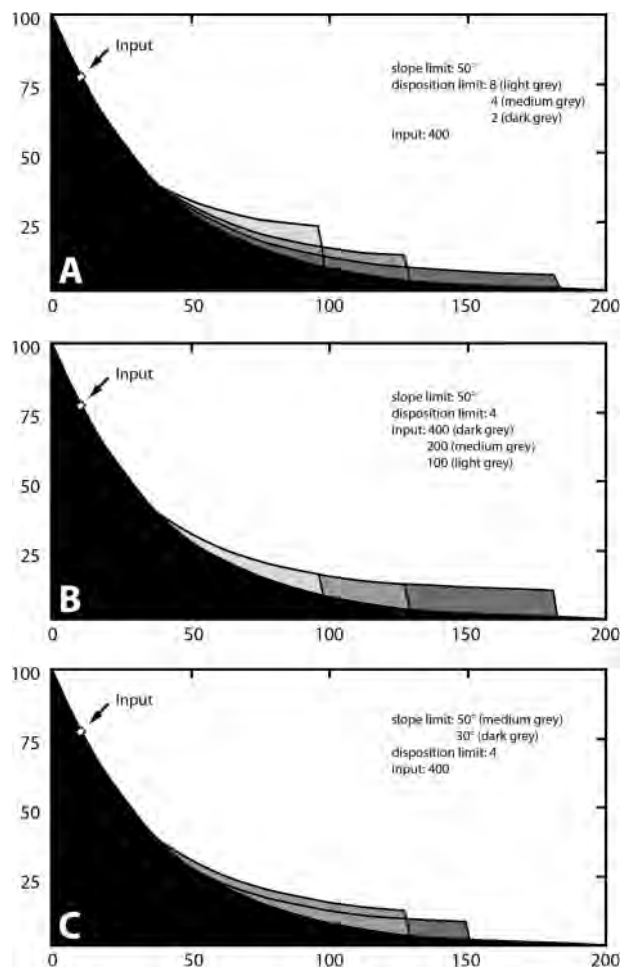 100
Input
75
slope limit: 50°
disposition limit: 8 (light grey)
4 (medium grey)
2 (dark grey)
input: 400
50
25
A
0 50 100 150 200
100
Input
75
slope limit: 50°
disposition limit: 4
input: 400 (dark grey)
200 (medium grey)
100 (light grey)
50
25
B
0 50 100 150 200
100
Input
75
slope limit: 50° (medium grey)
30° (dark grey)
disposition limit: 4
input: 400
50
25
C
0 50 100 150 200